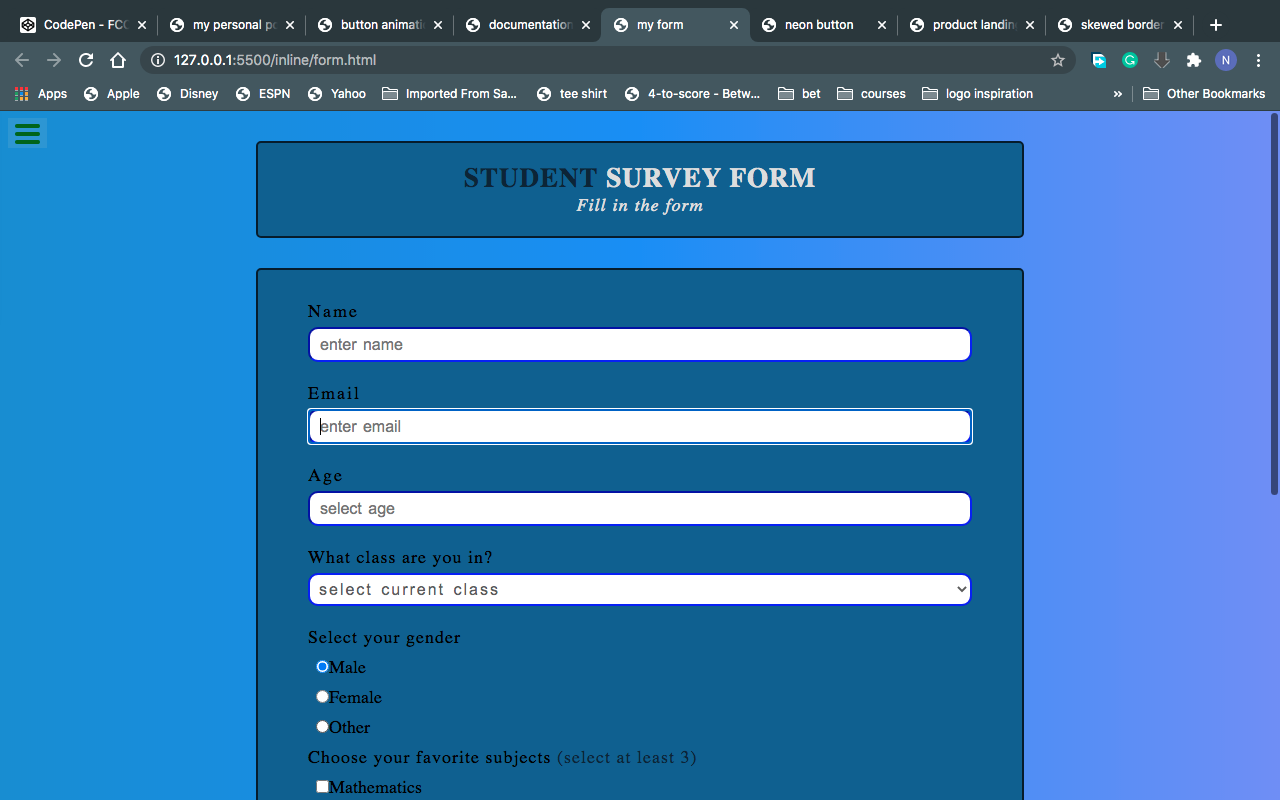 CodePen - FCC my personal po button animatio documentation my form neon button product landin skewed border
127.0.0.1:5500/inline/form.html N
Apps Apple Disney ESPN Yahoo Imported From Sa... tee shirt 4-to-score - Betw... bet courses logo inspiration » Other Bookmarks
STUDENT SURVEY FORM
Fill in the form
Name
enter name
Email
enter email
Age
select age
What class are you in?
select current class
Select your gender
Male
Female
Other
Choose your favorite subjects (select at least 3)
Mathematics